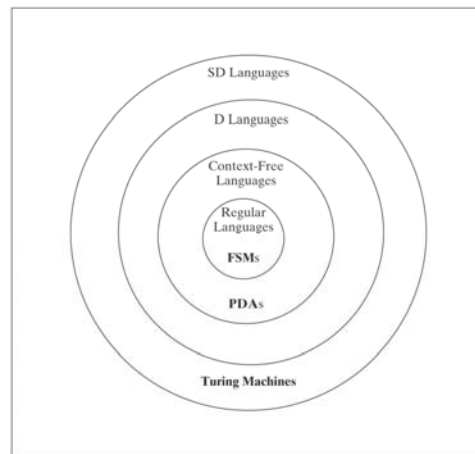 SD Languages
D Languages
Context-Free
Languages
Regular
Languages
FSMs
PDAs
Turing Machines